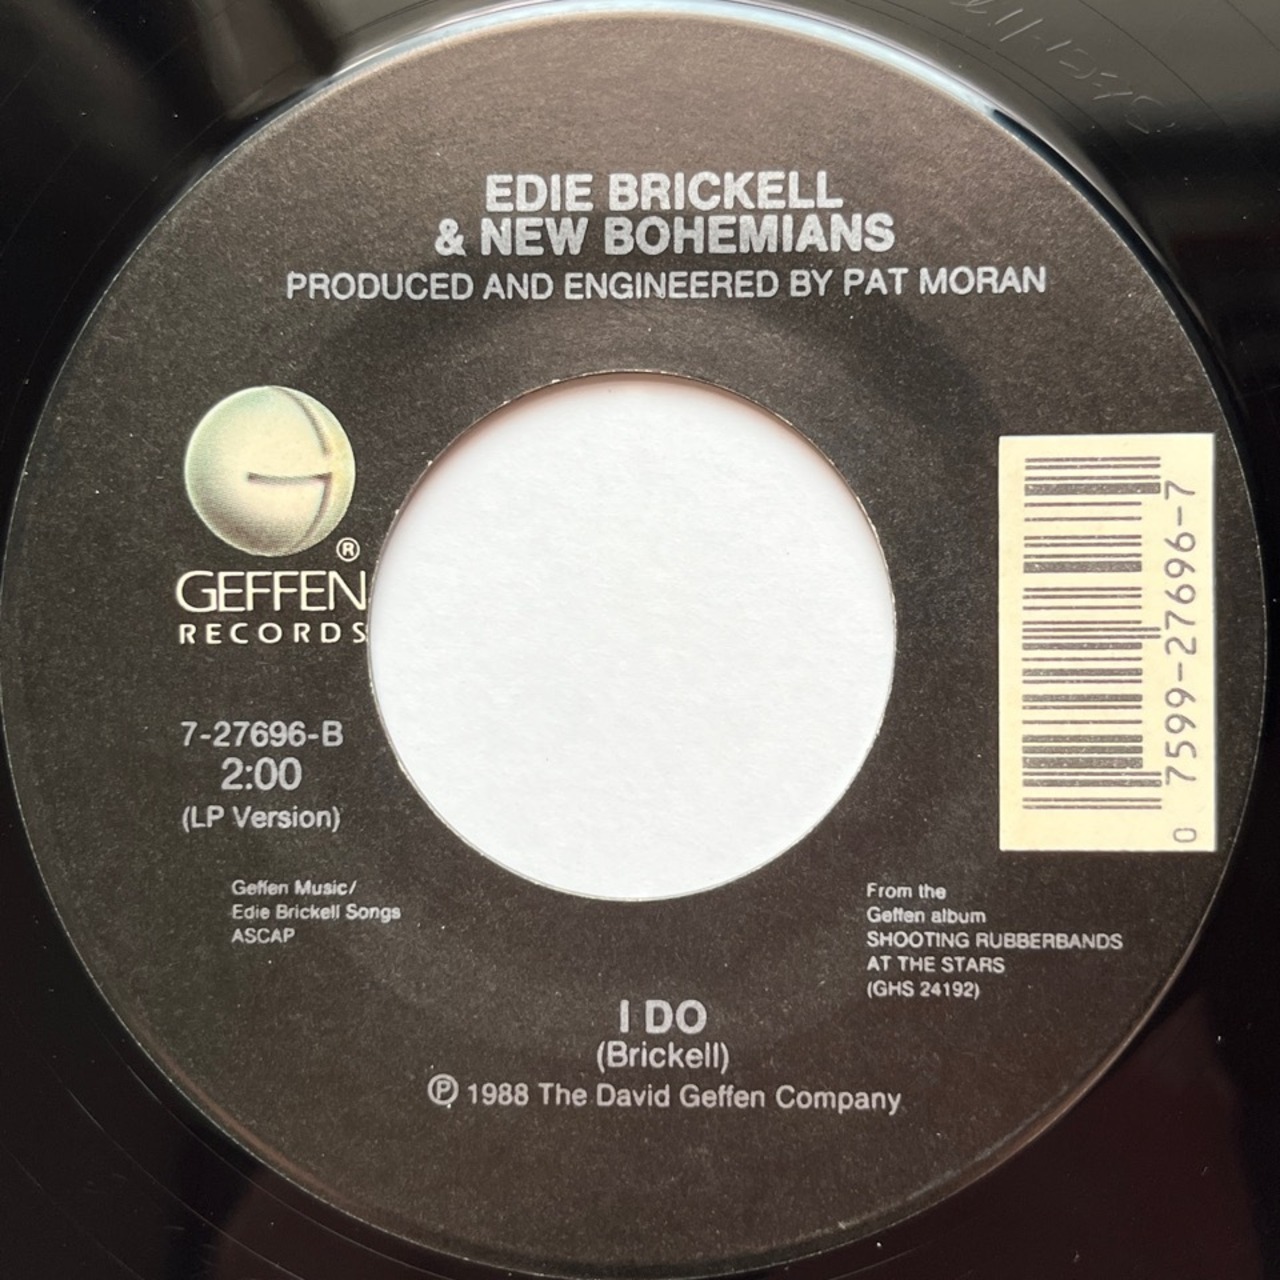 EDIE BRICKELL
& NEW BOHEMIANS
PRODUCED AND ENGINEERED BY PAT MORAN
®
GEFFEN
RECORDS
7-27696-B
2:00
(LP Version)
Geffen Music/
Edie Brickell Songs
ASCAP
0 7599-27696-7
From the
Geffen album
SHOOTING RUBBERBANDS
AT THE STARS
(GHS 24192)
I DO
(Brickell)
℗ 1988 The David Geffen Company